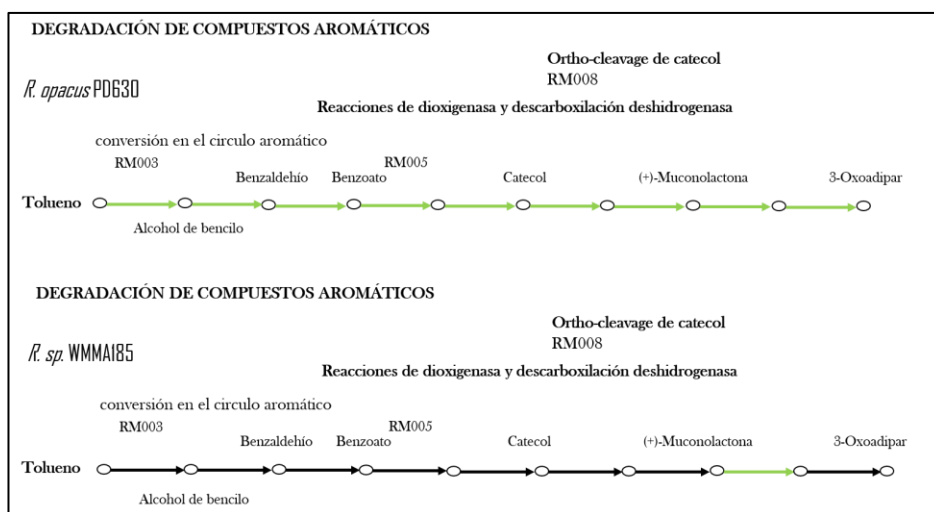 DEGRADACIÓN DE COMPUESTOS AROMÁTICOS
Ortho-cleavage de catecol
RM008
R. opacus PD630
Reacciones de dioxigenasa y descarboxilación deshidrogenasa
conversión en el circulo aromático
RM003
RM005
Benzaldehío
Benzoato
Catecol
(+)-Muconolactona
3-Oxoadipar
Tolueno
Alcohol de bencilo
DEGRADACIÓN DE COMPUESTOS AROMÁTICOS
Ortho-cleavage de catecol
RM008
R. sp. WMMA185
Reacciones de dioxigenasa y descarboxilación deshidrogenasa
conversión en el circulo aromático
RM003
RM005
Benzaldehío
Benzoato
Catecol
(+)-Muconolactona
3-Oxoadipar
Tolueno
Alcohol de bencilo